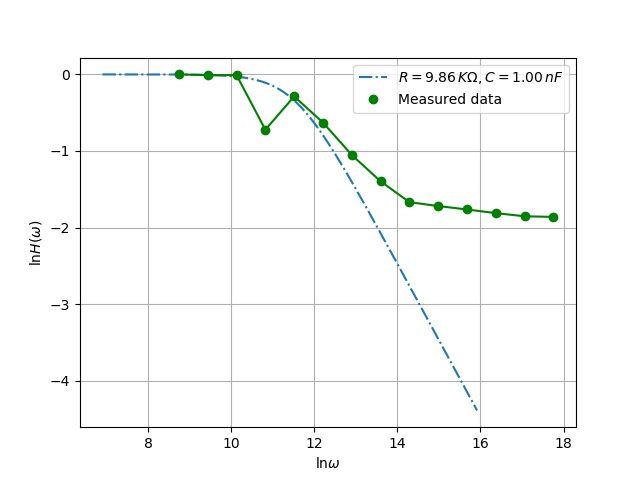 R = 9.86 KΩ, C = 1.00 nF
Measured data
0
−1
−2
−3
−4
lnH(ω)
8
10
12
14
16
18
lnω